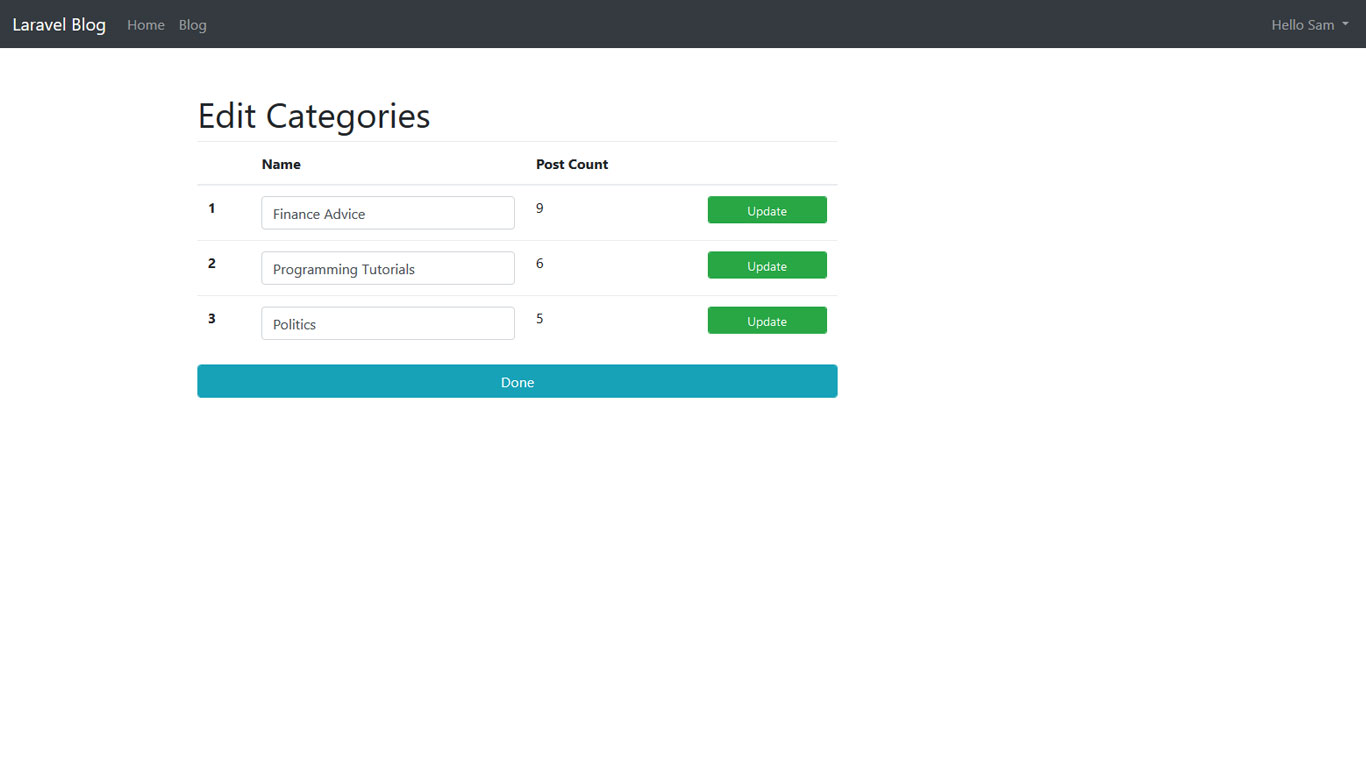 Laravel Blog Home Blog Hello Sam
Edit Categories
Name Post Count
1 Finance Advice 9 Update
2 Programming Tutorials 6 Update
3 Politics 5 Update
Done